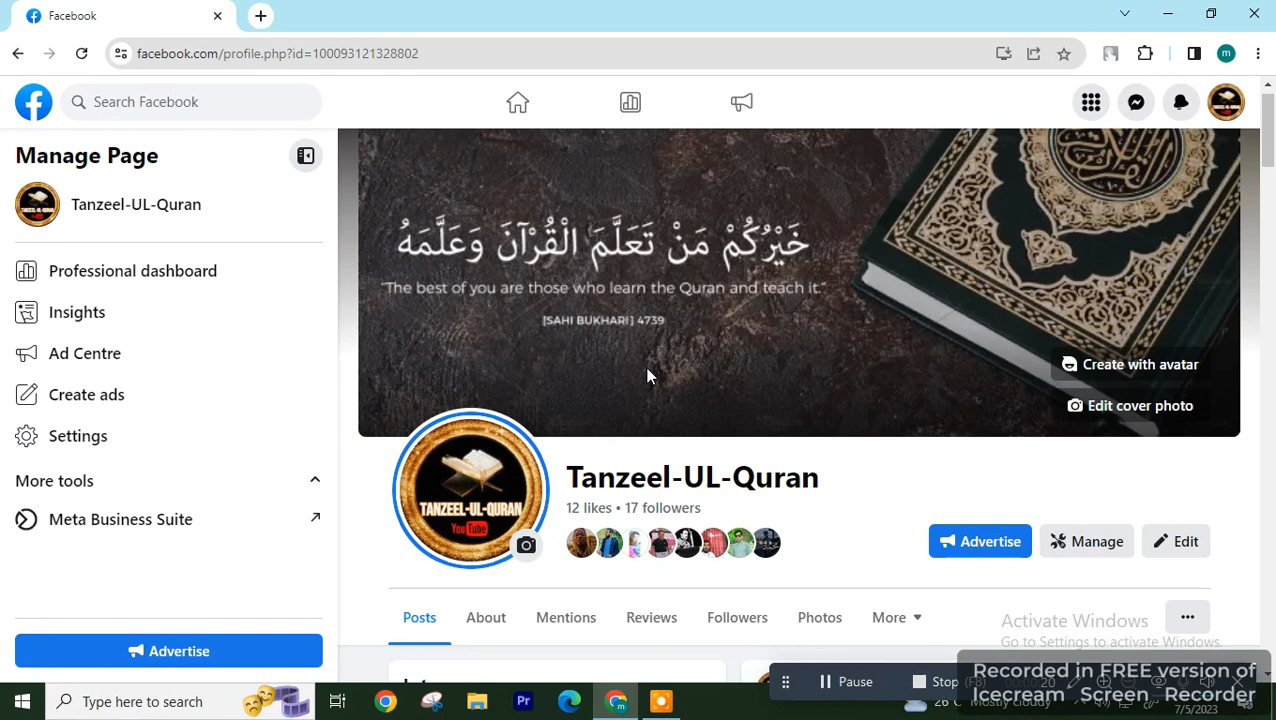 Facebook
facebook.com/profile.php?id=100093121328802
m
Search Facebook
Manage Page
Tanzeel-UL-Quran
Professional dashboard
Insights
Ad Centre
Create ads
Settings
More tools
Meta Business Suite
Advertise
خَيْرُكُمْ مَنْ تَعَلَّمَ الْقُرْآنَ وَعَلَّمَهُ
"The best of you are those who learn the Quran and teach it."
[SAHI BUKHARI] 4739
Create with avatar
Edit cover photo
TANZEEL-UL-QURAN
YouTube
Tanzeel-UL-Quran
12 likes • 17 followers
Advertise
Manage
Edit
Posts
About
Mentions
Reviews
Followers
Photos
More
Activate Windows
Go to Settings to activate Windows.
Pause
Stop (F8)
Recorded in FREE version of
Icecream Screen Recorder
Type here to search
Pr
26°
Mostly cloudy
7/5/2023